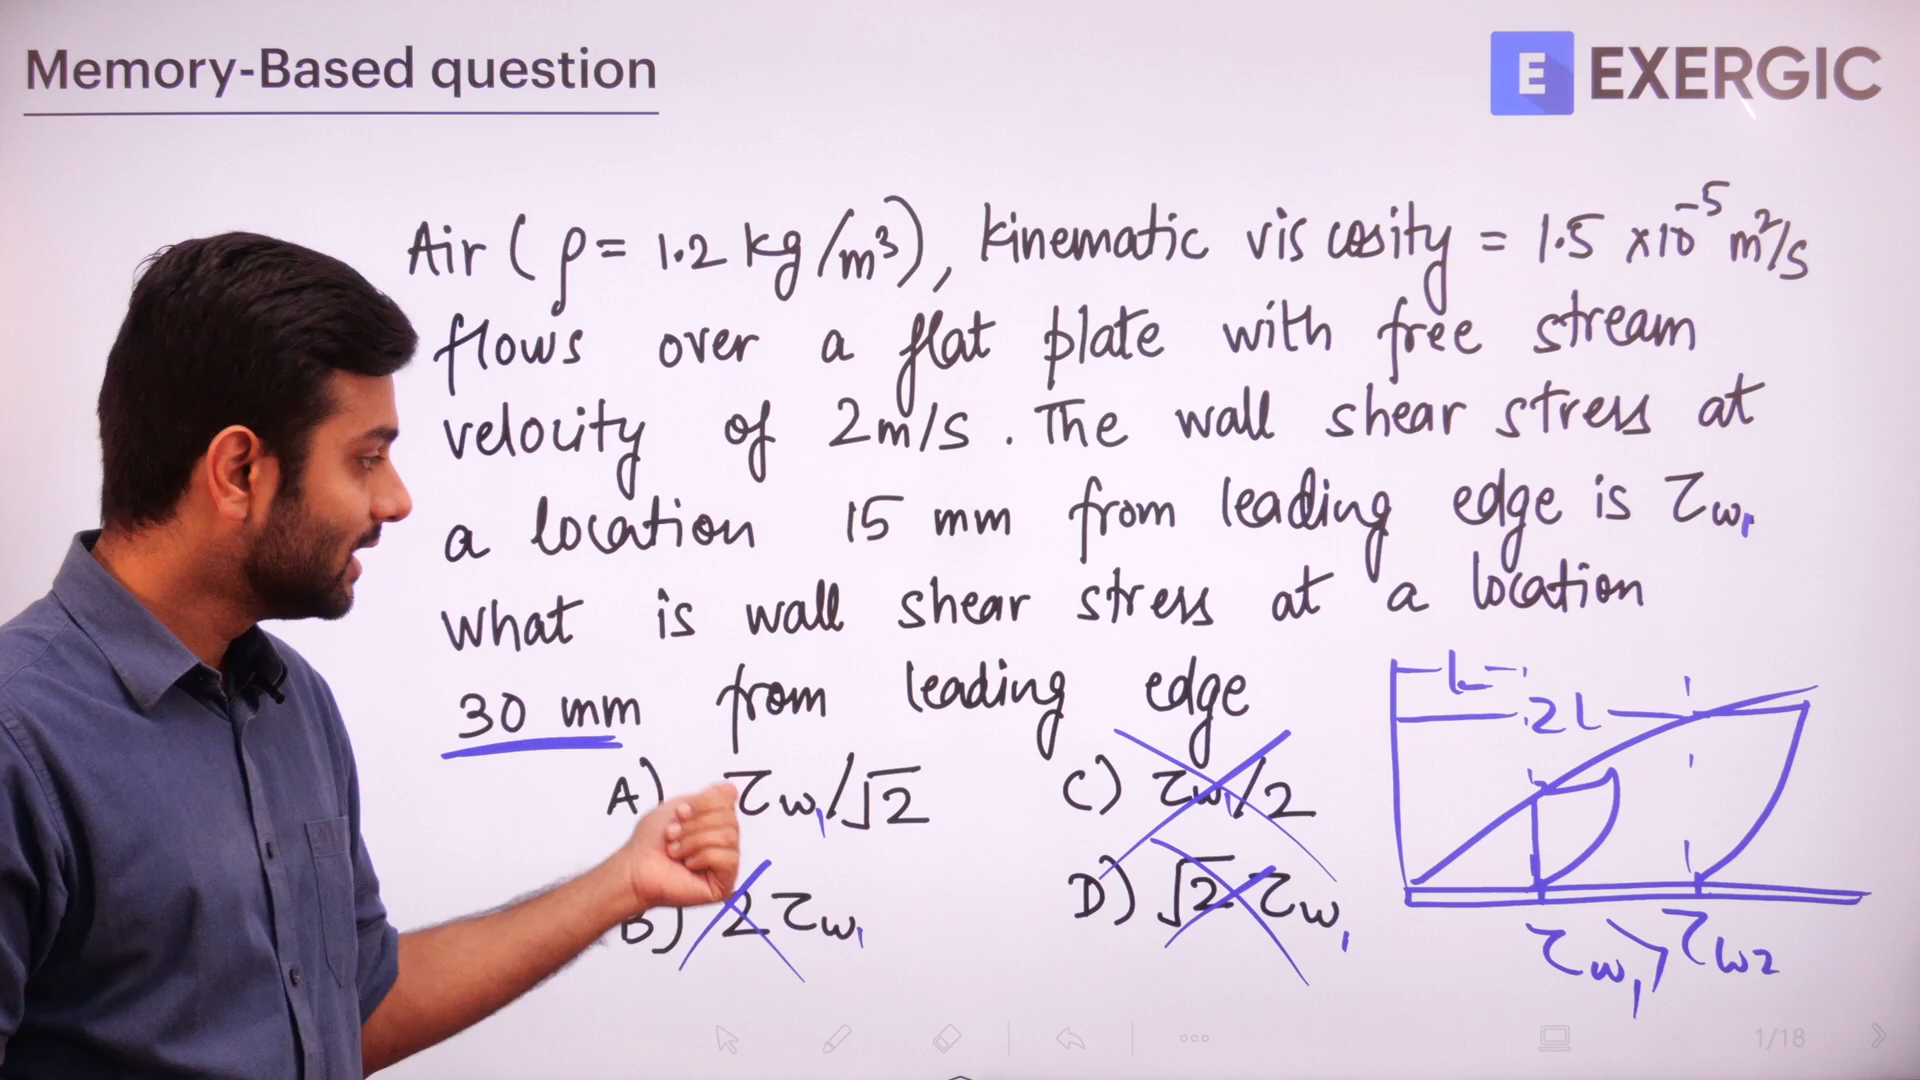 Memory-Based question
E EXERGIC
Air (ρ = 1.2 kg/m³), kinematic viscosity = 1.5 ×10⁻⁵ m²/s
flows over a flat plate with free stream
velocity of 2m/s. The wall shear stress at
a location 15 mm from leading edge is τw₁
What is wall shear stress at a location
30 mm from leading edge
A) τw₁/√2
C) τw₁/2
B) 2τw₁
D) √2 τw₁
L
2L
τw₁ > τw2
1/18